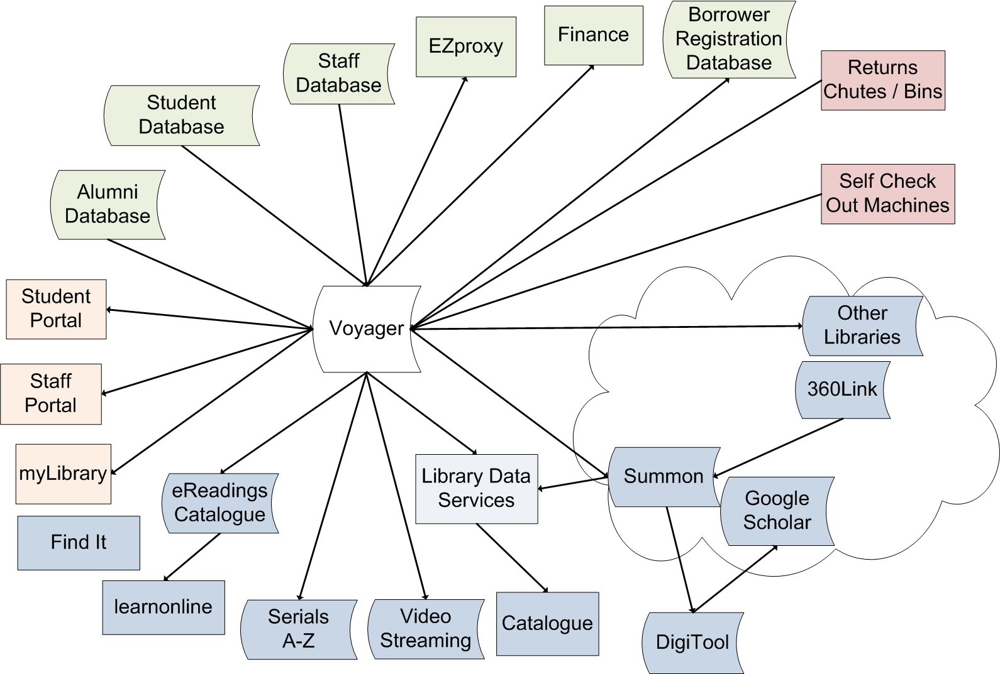 Borrower
Registration
Database
Finance
EZproxy
Staff
Database
Returns
Chutes / Bins
Student
Database
Self Check
Out Machines
Alumni
Database
Student
Portal
Voyager
Other
Libraries
Staff
Portal
360Link
myLibrary
eReadings
Catalogue
Library Data
Services
Summon
Google
Scholar
Find It
learnonline
Serials
A-Z
Video
Streaming
Catalogue
DigiTool